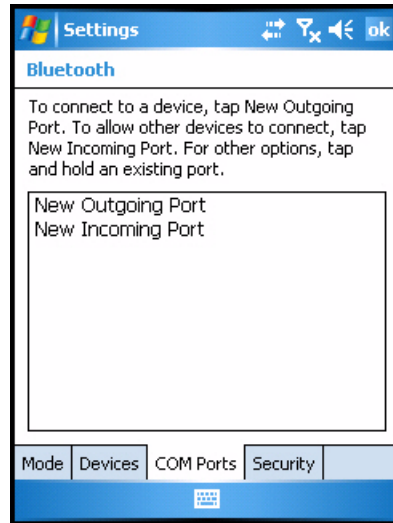 Settings
ok
Bluetooth
To connect to a device, tap New Outgoing
Port. To allow other devices to connect, tap
New Incoming Port. For other options, tap
and hold an existing port.
New Outgoing Port
New Incoming Port
Mode Devices COM Ports Security